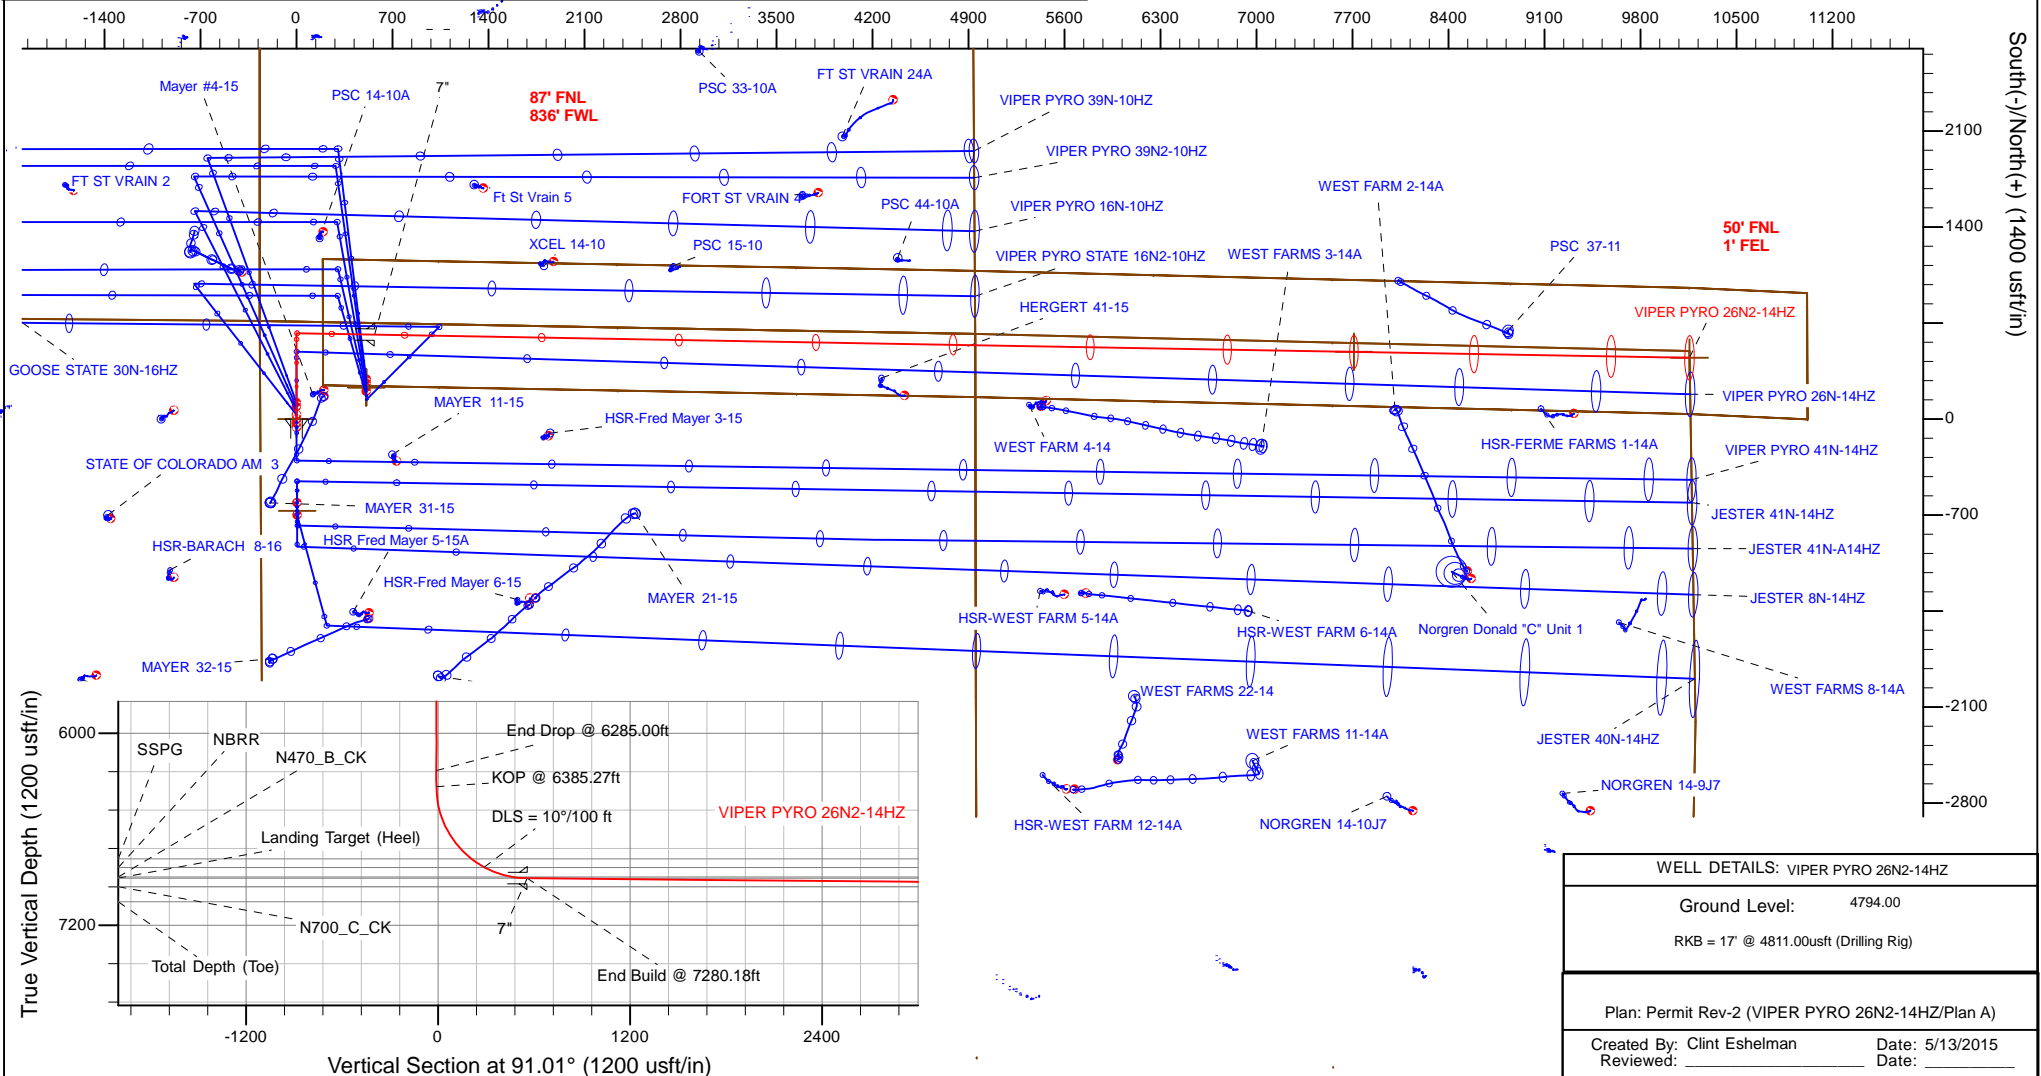 -1400 -700 0 700 1400 2100 2800 3500 4200 4900 5600 6300 7000 7700 8400 9100 9800 10500 11200
South(-)/North(+) (1400 usft/in)
2100
1400
700
0
-700
-2100
-2800
Mayer #4-15
PSC 14-10A
7"
87' FNL
836' FWL
PSC 33-10A
FT ST VRAIN 24A
VIPER PYRO 39N-10HZ
VIPER PYRO 39N2-10HZ
FT ST VRAIN 2
Ft St Vrain 5
FORT ST VRAIN
PSC 44-10A
VIPER PYRO 16N-10HZ
WEST FARM 2-14A
50' FNL
1' FEL
XCEL 14-10
PSC 15-10
VIPER PYRO STATE 16N2-10HZ
WEST FARMS 3-14A
PSC 37-11
HERGERT 41-15
VIPER PYRO 26N2-14HZ
GOOSE STATE 30N-16HZ
VIPER PYRO 26N-14HZ
MAYER 11-15
HSR-Fred Mayer 3-15
WEST FARM 4-14
HSR-FERME FARMS 1-14A
VIPER PYRO 41N-14HZ
STATE OF COLORADO AM 3
MAYER 31-15
JESTER 41N-14HZ
HSR-BARACH 8-16
HSR Fred Mayer 5-15A
JESTER 41N-A14HZ
HSR-Fred Mayer 6-15
MAYER 21-15
HSR-WEST FARM 5-14A
HSR-WEST FARM 6-14A
Norgren Donald "C" Unit 1
JESTER 8N-14HZ
MAYER 32-15
WEST FARMS 22-14
WEST FARMS 8-14A
WEST FARMS 11-14A
JESTER 40N-14HZ
HSR-WEST FARM 12-14A
NORGREN 14-10J7
NORGREN 14-9J7
True Vertical Depth (1200 usft/in)
6000
7200
SSPG
NBRR
N470_B_CK
Landing Target (Heel)
N700_C_CK
Total Depth (Toe)
End Drop @ 6285.00ft
KOP @ 6385.27ft
DLS = 10°/100 ft
VIPER PYRO 26N2-14HZ
7"
End Build @ 7280.18ft
-1200 0 1200 2400
Vertical Section at 91.01° (1200 usft/in)
WELL DETAILS: VIPER PYRO 26N2-14HZ
Ground Level: 4794.00
RKB = 17' @ 4811.00usft (Drilling Rig)
Plan: Permit Rev-2 (VIPER PYRO 26N2-14HZ/Plan A)
Created By: Clint Eshelman Date: 5/13/2015
Reviewed: ____________________ Date: __________